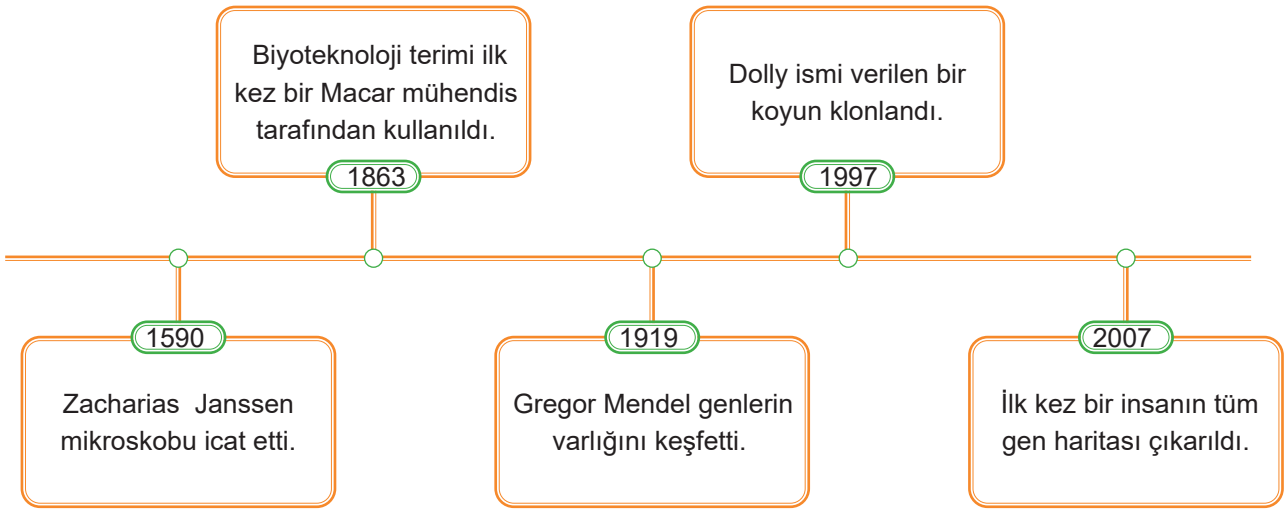 Biyoteknoloji terimi ilk
kez bir Macar mühendis
tarafından kullanıldı.
1863
Dolly ismi verilen bir
koyun klonlandı.
1997
1590
Zacharias Janssen
mikroskobu icat etti.
1919
Gregor Mendel genlerin
varlığını keşfetti.
2007
İlk kez bir insanın tüm
gen haritası çıkarıldı.